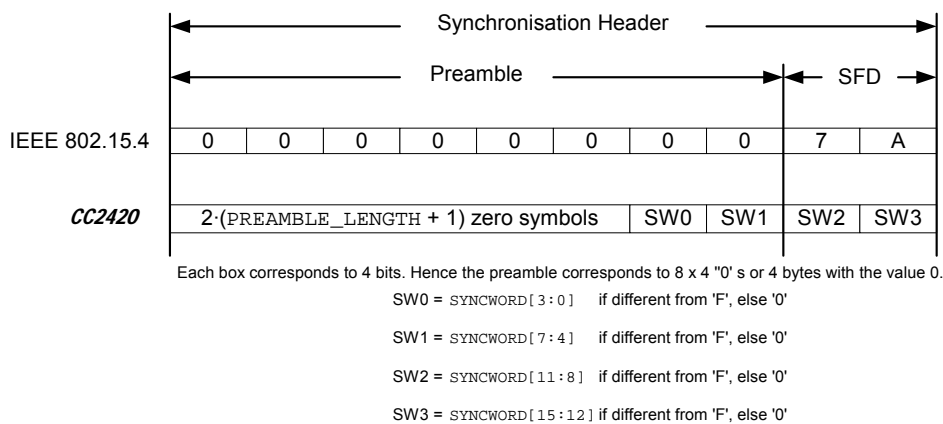 Synchronisation Header
Preamble SFD
IEEE 802.15.4 0 0 0 0 0 0 0 0 7 A
CC2420 2·(PREAMBLE_LENGTH + 1) zero symbols SW0 SW1 SW2 SW3
Each box corresponds to 4 bits. Hence the preamble corresponds to 8 x 4 "0' s or 4 bytes with the value 0.
SW0 = SYNCWORD[3:0] if different from 'F', else '0'
SW1 = SYNCWORD[7:4] if different from 'F', else '0'
SW2 = SYNCWORD[11:8] if different from 'F', else '0'
SW3 = SYNCWORD[15:12] if different from 'F', else '0'